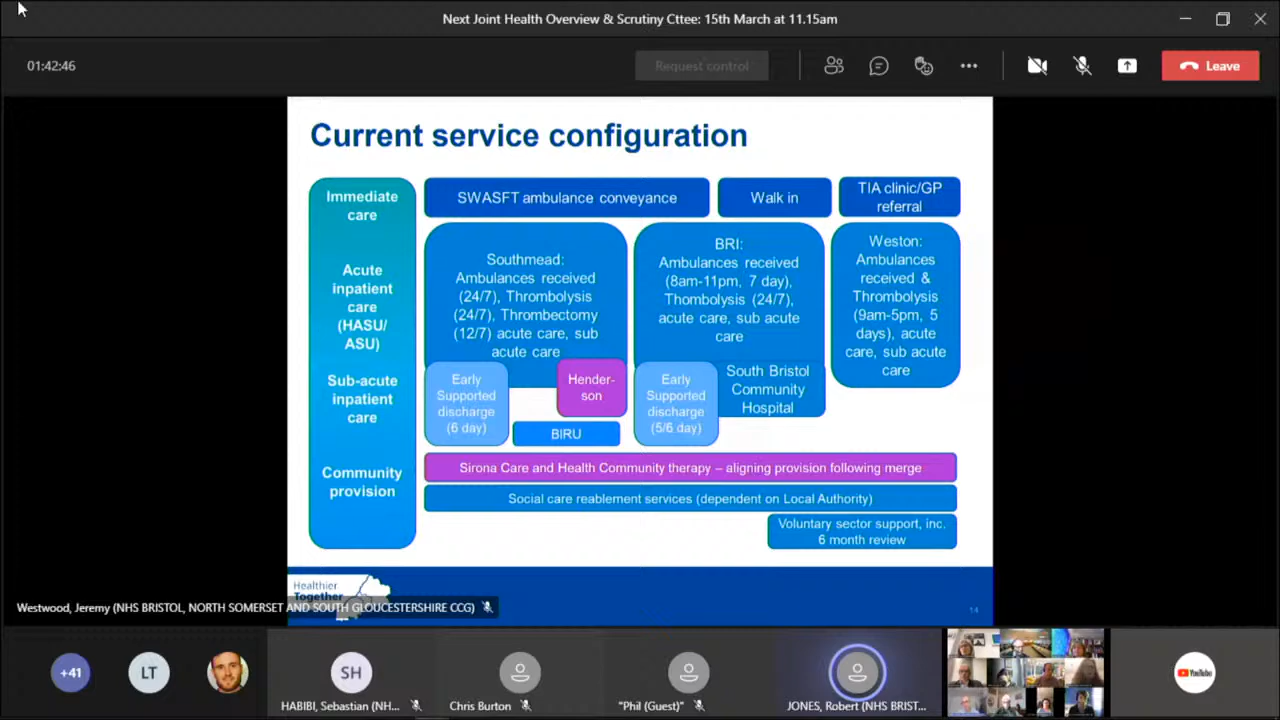 Next Joint Health Overview & Scrutiny Cttee: 15th March at 11.15am
01:42:46
Request control
Leave
Current service configuration
Immediate
care
SWASFT ambulance conveyance
Walk in
TIA clinic/GP
referral
Acute
inpatient
care
(HASU/
ASU)
Southmead:
Ambulances received
(24/7), Thrombolysis
(24/7), Thrombectomy
(12/7) acute care, sub
acute care
BRI:
Ambulances received
(8am-11pm, 7 day),
Thombolysis (24/7),
acute care, sub acute
care
Weston:
Ambulances
received &
Thrombolysis
(9am-5pm, 5
days), acute
care, sub acute
care
Sub-acute
inpatient
care
Early
Supported
discharge
(6 day)
Hender-
son
BIRU
Early
Supported
discharge
(5/6 day)
South Bristol
Community
Hospital
Community
provision
Sirona Care and Health Community therapy – aligning provision following merge
Social care reablement services (dependent on Local Authority)
Voluntary sector support, inc.
6 month review
Healthier
Together
14
Westwood, Jeremy (NHS BRISTOL, NORTH SOMERSET AND SOUTH GLOUCESTERSHIRE CCG)
+41
LT
SH
HABIBI, Sebastian (NH...
Chris Burton
"Phil (Guest)"
JONES, Robert (NHS BRIST...
YouTube